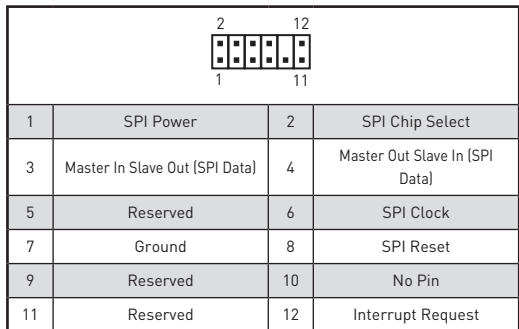 2 12
1 11
1 SPI Power 2 SPI Chip Select
3 Master In Slave Out (SPI Data) 4 Master Out Slave In (SPI
Data)
5 Reserved 6 SPI Clock
7 Ground 8 SPI Reset
9 Reserved 10 No Pin
11 Reserved 12 Interrupt Request